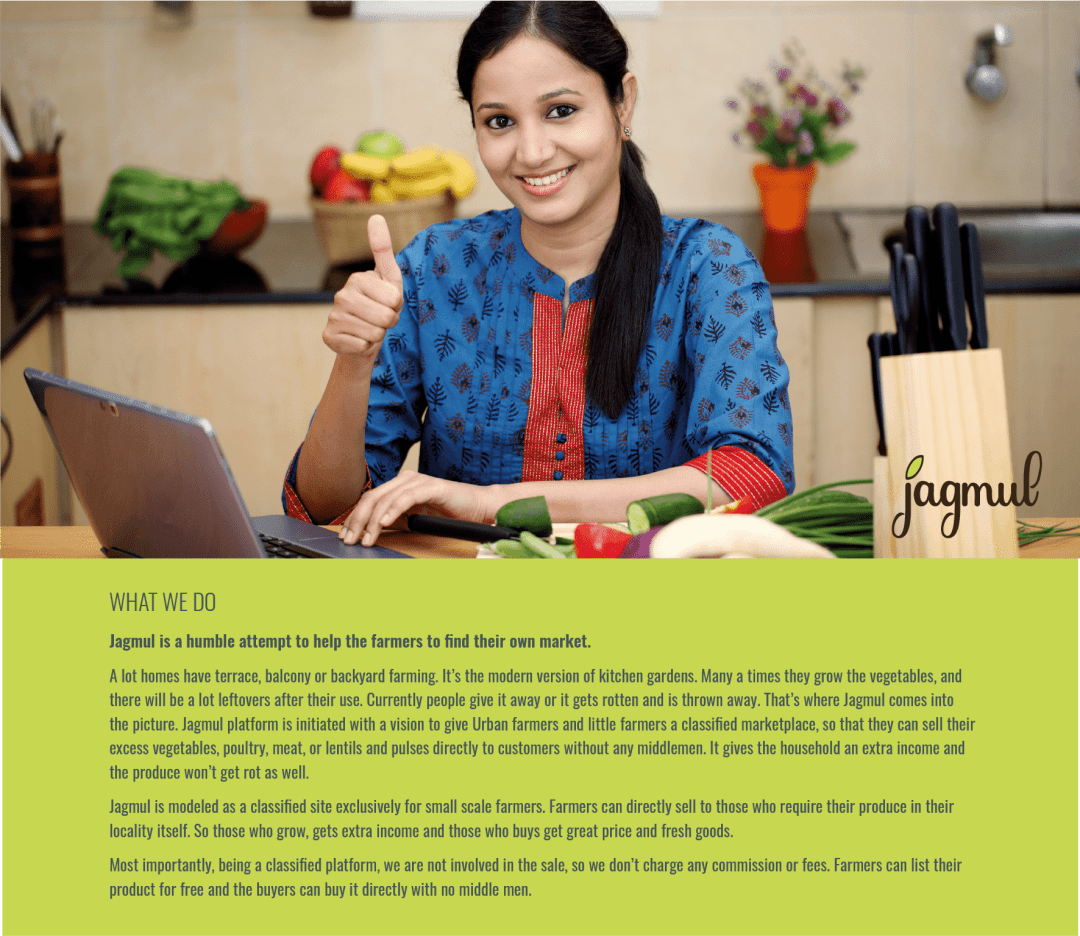 jagmul
WHAT WE DO
Jagmul is a humble attempt to help the farmers to find their own market.
A lot homes have terrace, balcony or backyard farming. It's the modern version of kitchen gardens. Many a times they grow the vegetables, and
there will be a lot leftovers after their use. Currently people give it away or it gets rotten and is thrown away. That's where Jagmul comes into
the picture. Jagmul platform is initiated with a vision to give Urban farmers and little farmers a classified marketplace, so that they can sell their
excess vegetables, poultry, meat, or lentils and pulses directly to customers without any middlemen. It gives the household an extra income and
the produce won't get rot as well.
Jagmul is modeled as a classified site exclusively for small scale farmers. Farmers can directly sell to those who require their produce in their
locality itself. So those who grow, gets extra income and those who buys get great price and fresh goods.
Most importantly, being a classified platform, we are not involved in the sale, so we don't charge any commission or fees. Farmers can list their
product for free and the buyers can buy it directly with no middle men.